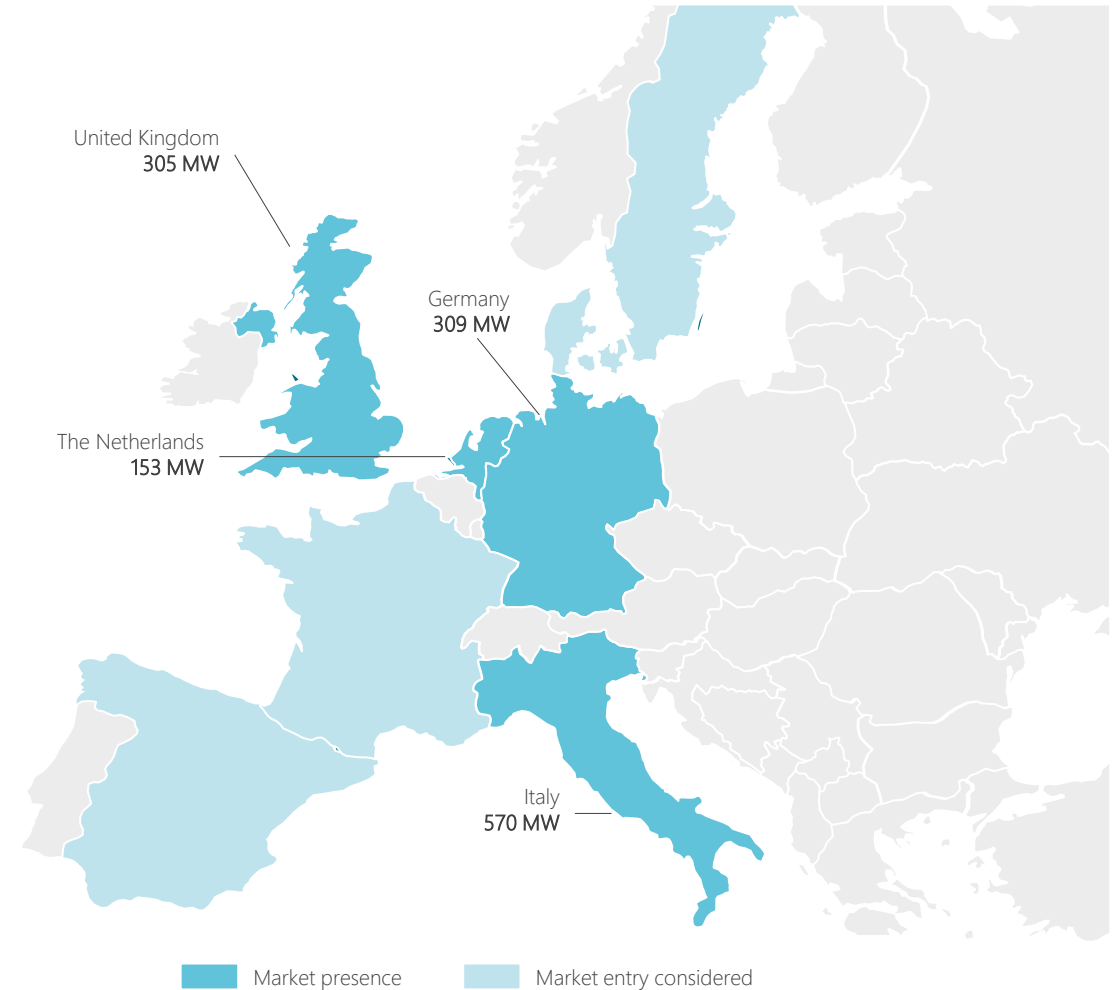 United Kingdom
305 MW
Germany
309 MW
The Netherlands
153 MW
Italy
570 MW
Market presence
Market entry considered